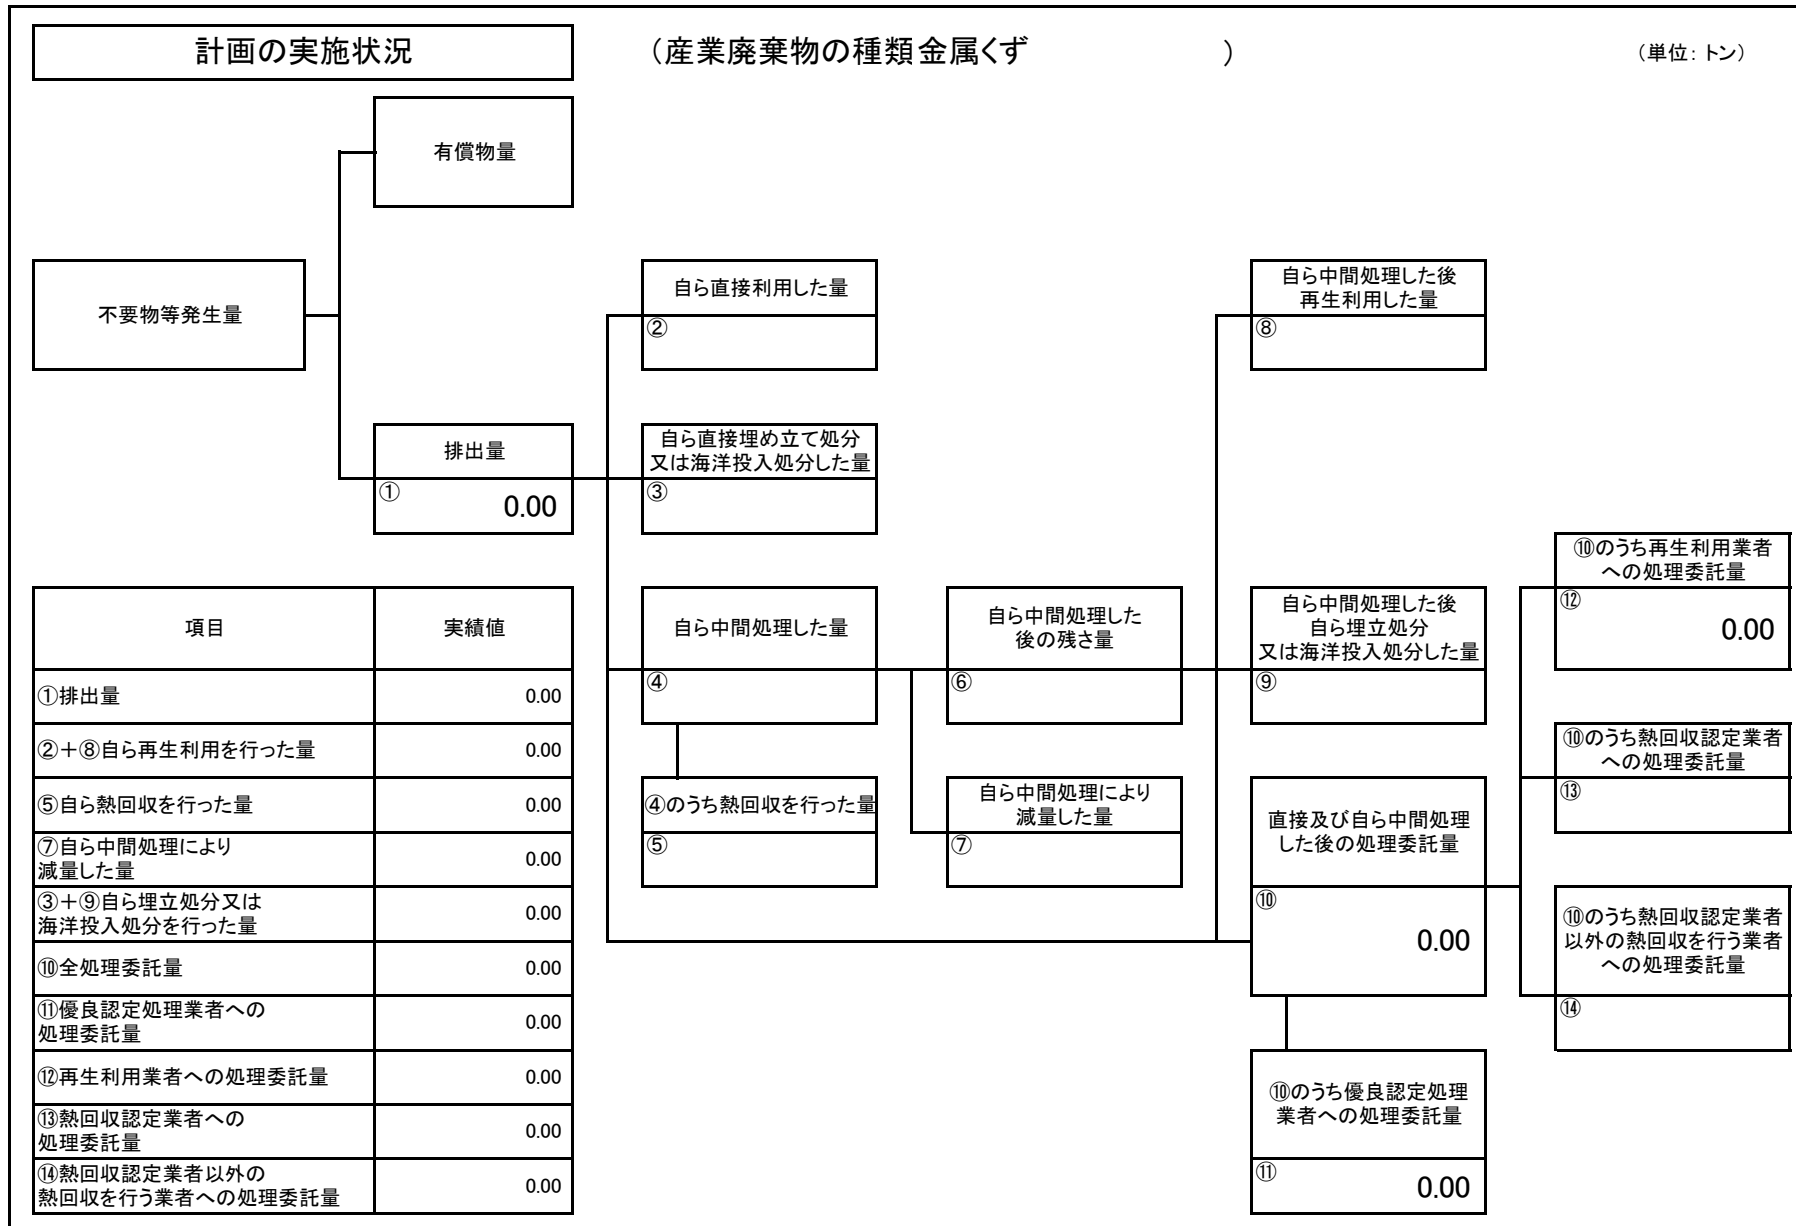 計画の実施状況
（産業廃棄物の種類金属くず　　　　　　）
（単位：トン）
有償物量
不要物等発生量
自ら直接利用した量
②
自ら中間処理した後
再生利用した量
⑧
排出量
①
0.00
自ら直接埋め立て処分
又は海洋投入処分した量
③
⑩のうち再生利用業者
への処理委託量
⑫
0.00
自ら中間処理した量
④
自ら中間処理した
後の残さ量
⑥
自ら中間処理した後
自ら埋立処分
又は海洋投入処分した量
⑨
⑩のうち熱回収認定業者
への処理委託量
⑬
④のうち熱回収を行った量
⑤
自ら中間処理により
減量した量
⑦
直接及び自ら中間処理
した後の処理委託量
⑩
0.00
⑩のうち熱回収認定業者
以外の熱回収を行う業者
への処理委託量
⑭
⑩のうち優良認定処理
業者への処理委託量
⑪
0.00
項目 実績値
①排出量 0.00
②＋⑧自ら再生利用を行った量 0.00
⑤自ら熱回収を行った量 0.00
⑦自ら中間処理により
減量した量 0.00
③＋⑨自ら埋立処分又は
海洋投入処分を行った量 0.00
⑩全処理委託量 0.00
⑪優良認定処理業者への
処理委託量 0.00
⑫再生利用業者への処理委託量 0.00
⑬熱回収認定業者への
処理委託量 0.00
⑭熱回収認定業者以外の
熱回収を行う業者への処理委託量 0.00